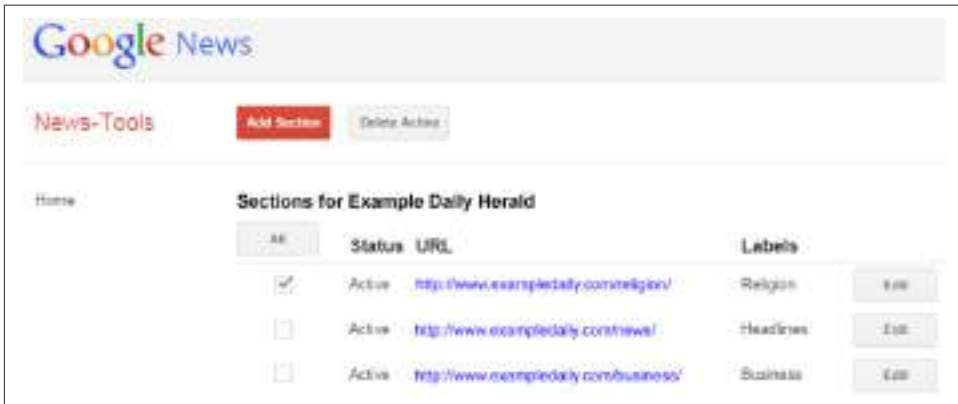 Google News
News-Tools Add Section Delete Active
Home Sections for Example Daily Herald
All Status URL Labels
Active http://www.exampledaily.com/religion/ Religion Edit
Active http://www.exampledaily.com/news/ Headlines Edit
Active http://www.exampledaily.com/business/ Business Edit